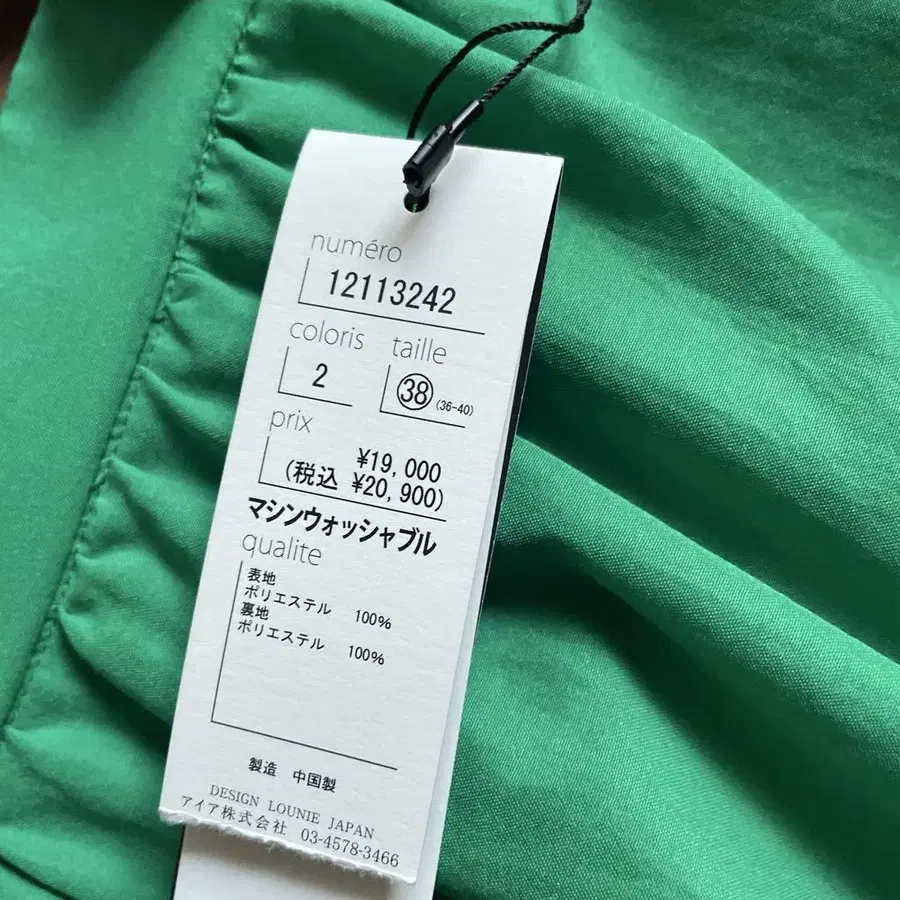 numéro
12113242
coloris taille
2 38 (36-40)
prix
¥19,000
(税込 ¥20,900)
マシンウォッシャブル
qualite
表地
ポリエステル 100%
裏地
ポリエステル 100%
製造 中国製
DESIGN LOUNIE JAPAN
アイア株式会社 03-4578-3466